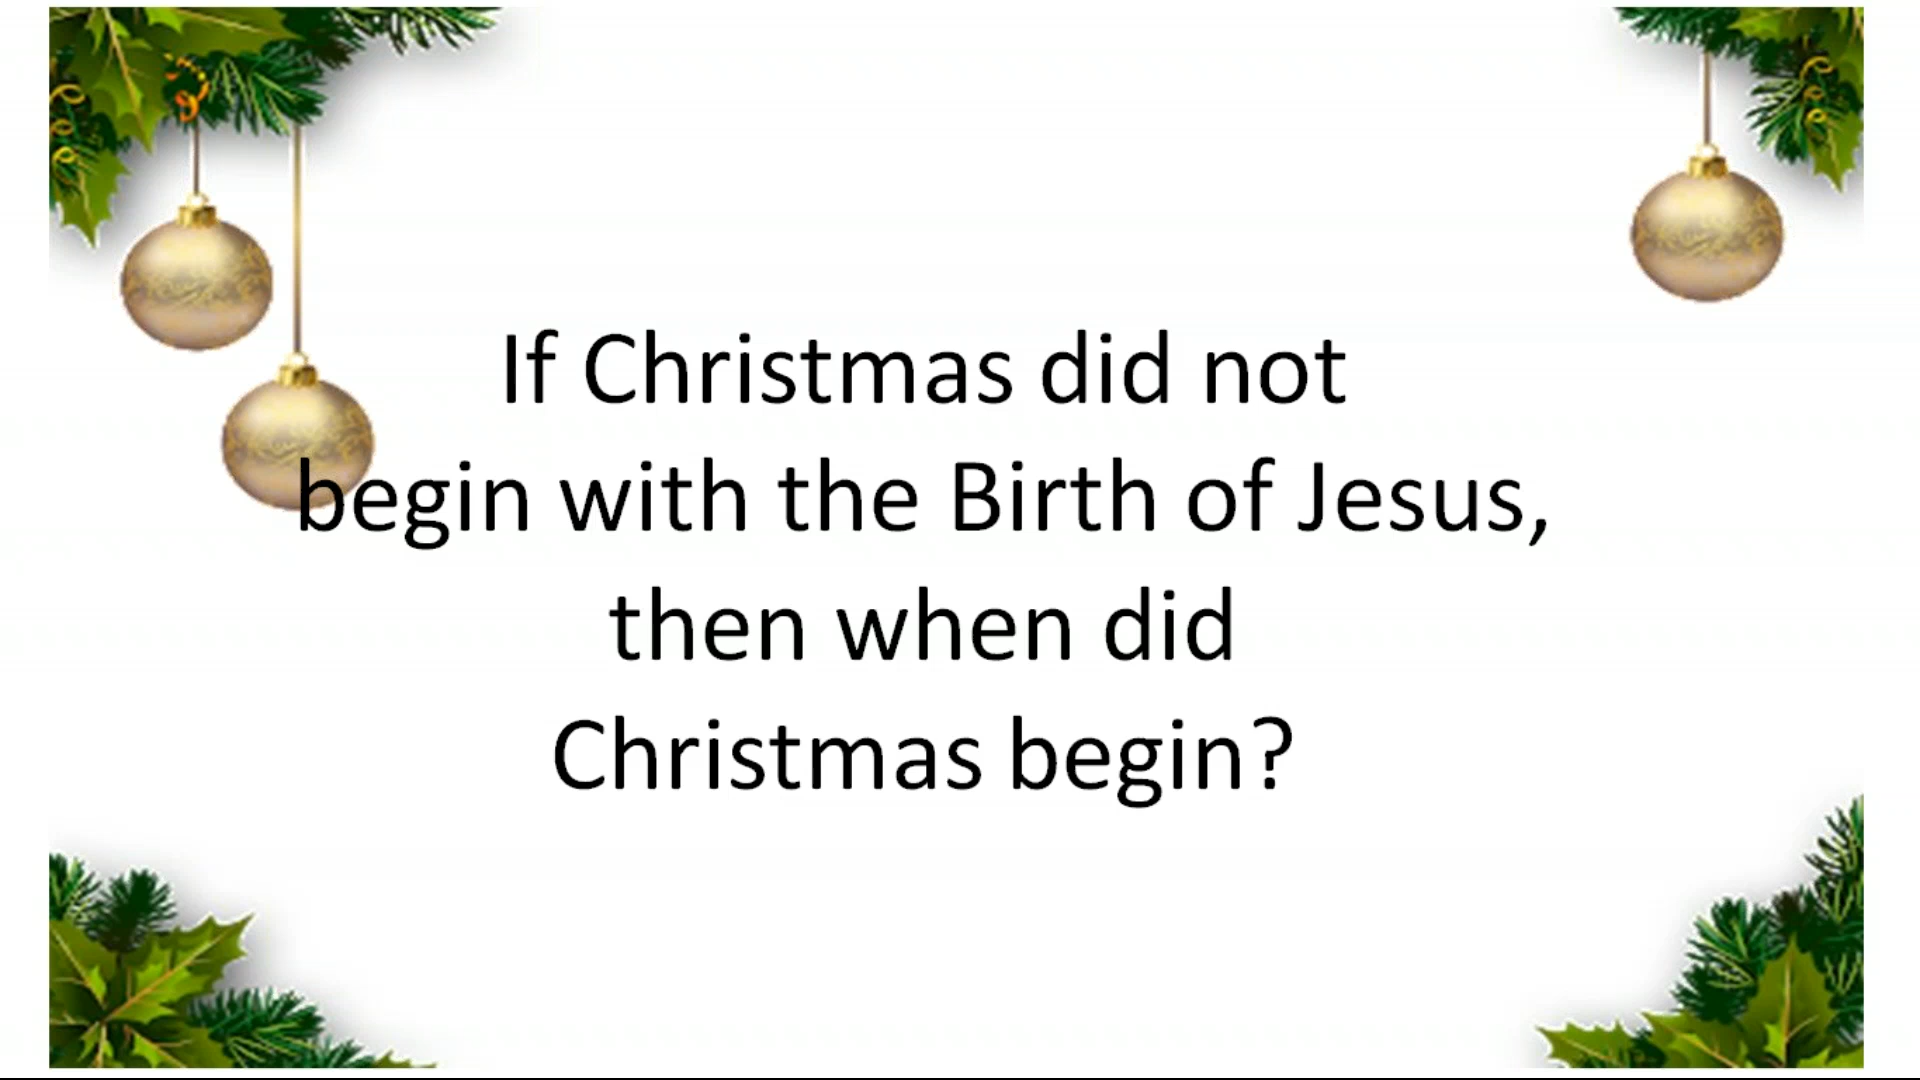 If Christmas did not
begin with the Birth of Jesus,
then when did
Christmas begin?